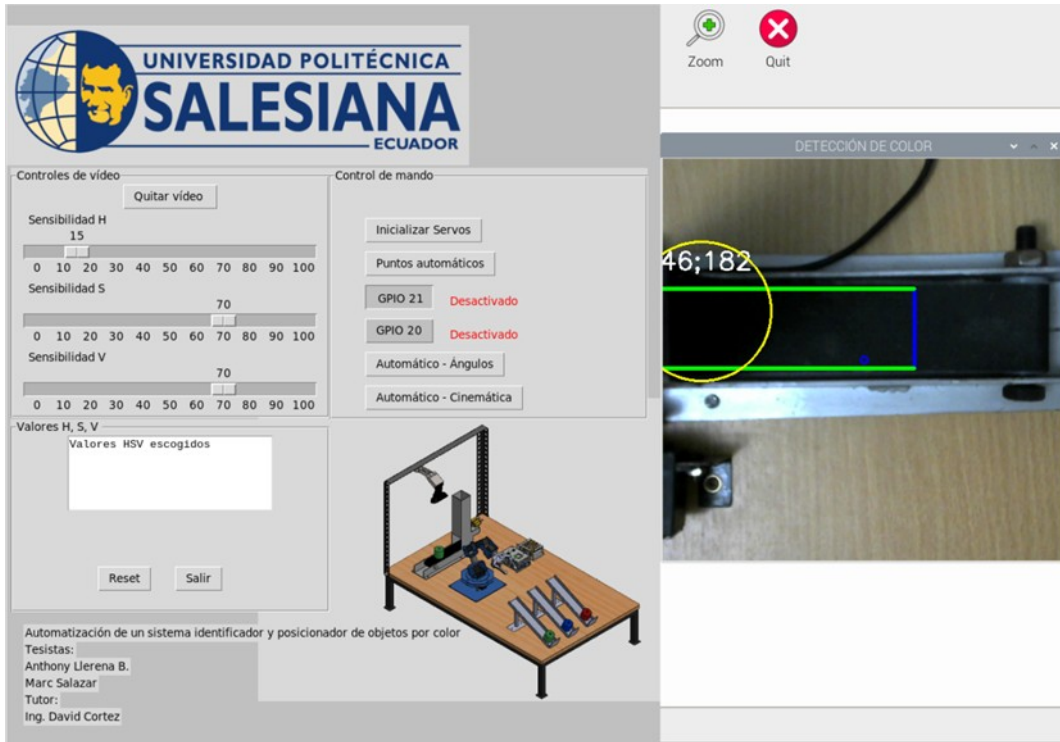 UNIVERSIDAD POLITÉCNICA
SALESIANA
ECUADOR
Controles de vídeo
Quitar vídeo
Sensibilidad H
15
0 10 20 30 40 50 60 70 80 90 100
Sensibilidad S
70
0 10 20 30 40 50 60 70 80 90 100
Sensibilidad V
70
0 10 20 30 40 50 60 70 80 90 100
Control de mando
Inicializar Servos
Puntos automáticos
GPIO 21 Desactivado
GPIO 20 Desactivado
Automático - Ángulos
Automático - Cinemática
Valores H, S, V
Valores HSV escogidos
Reset Salir
Automatización de un sistema identificador y posicionador de objetos por color
Tesistas:
Anthony Llerena B.
Marc Salazar
Tutor:
Ing. David Cortez
Zoom Quit
DETECCIÓN DE COLOR
46;182